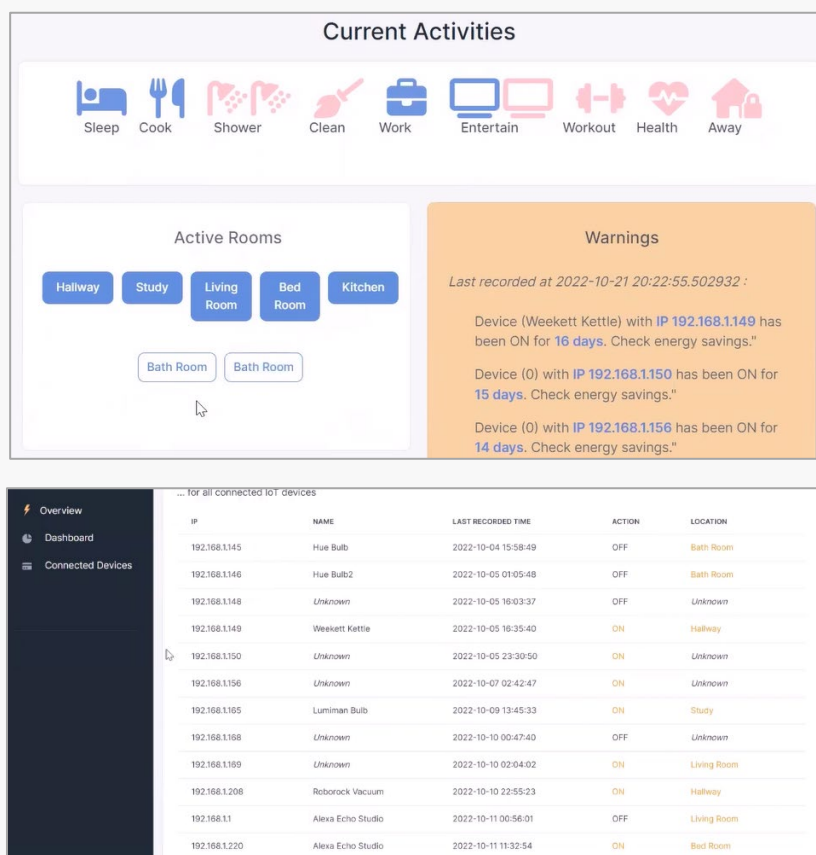 Current Activities
Sleep Cook Shower Clean Work Entertain Workout Health Away
Active Rooms
Hallway Study Living Room Bed Room Kitchen
Bath Room Bath Room
Warnings
Last recorded at 2022-10-21 20:22:55.502932 :
Device (Weekett Kettle) with IP 192.168.1.149 has
been ON for 16 days. Check energy savings."
Device (0) with IP 192.168.1.150 has been ON for
15 days. Check energy savings."
Device (0) with IP 192.168.1.156 has been ON for
14 days. Check energy savings."
Overview
Dashboard
Connected Devices
... for all connected IoT devices
IP NAME LAST RECORDED TIME ACTION LOCATION
192.168.1.145 Hue Bulb 2022-10-04 15:58:49 OFF Bath Room
192.168.1.146 Hue Bulb2 2022-10-05 01:05:48 OFF Bath Room
192.168.1.148 Unknown 2022-10-05 16:03:37 OFF Unknown
192.168.1.149 Weekett Kettle 2022-10-05 16:35:40 ON Hallway
192.168.1.150 Unknown 2022-10-05 23:30:50 ON Unknown
192.168.1.156 Unknown 2022-10-07 02:42:47 ON Unknown
192.168.1.165 Lumiman Bulb 2022-10-09 13:45:33 ON Study
192.168.1.168 Unknown 2022-10-10 00:47:40 OFF Unknown
192.168.1.169 Unknown 2022-10-10 02:04:02 ON Living Room
192.168.1.208 Roborock Vacuum 2022-10-10 22:55:23 ON Hallway
192.168.1.1 Alexa Echo Studio 2022-10-11 00:56:01 OFF Living Room
192.168.1.220 Alexa Echo Studio 2022-10-11 11:32:54 ON Bed Room